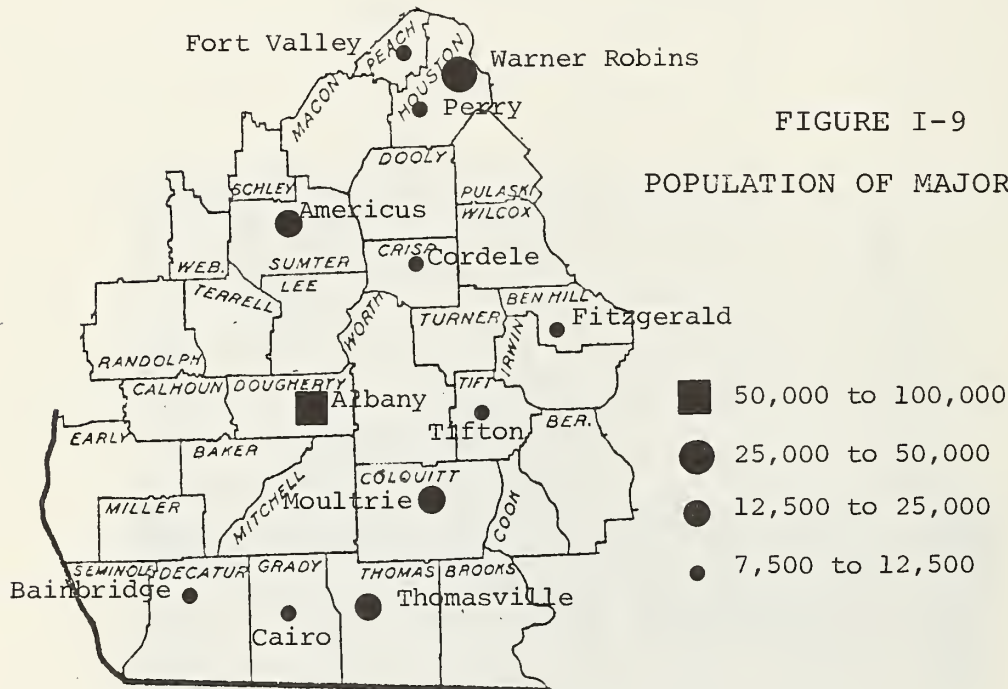 Fort Valley
PEACH
HOUSTON
Warner Robins
Perry
MACON
FIGURE I-9
POPULATION OF MAJOR
DOOLY
SCHLEY
PULASKI
WILCOX
Americus
CRISP
Cordele
WEB.
SUMTER
LEE
TERRELL
WORTH
TURNER
BEN HILL
Fitzgerald
IRWIN
RANDOLPH
CALHOUN
DOUGHERTY
Albany
TIFT
Tifton
BER.
50,000 to 100,000
EARLY
BAKER
25,000 to 50,000
MITCHELL
COLQUITT
Moultrie
COOK
MILLER
12,500 to 25,000
7,500 to 12,500
SEMINOLE
DECATUR
GRADY
THOMAS
BROOKS
Bainbridge
Thomasville
Cairo